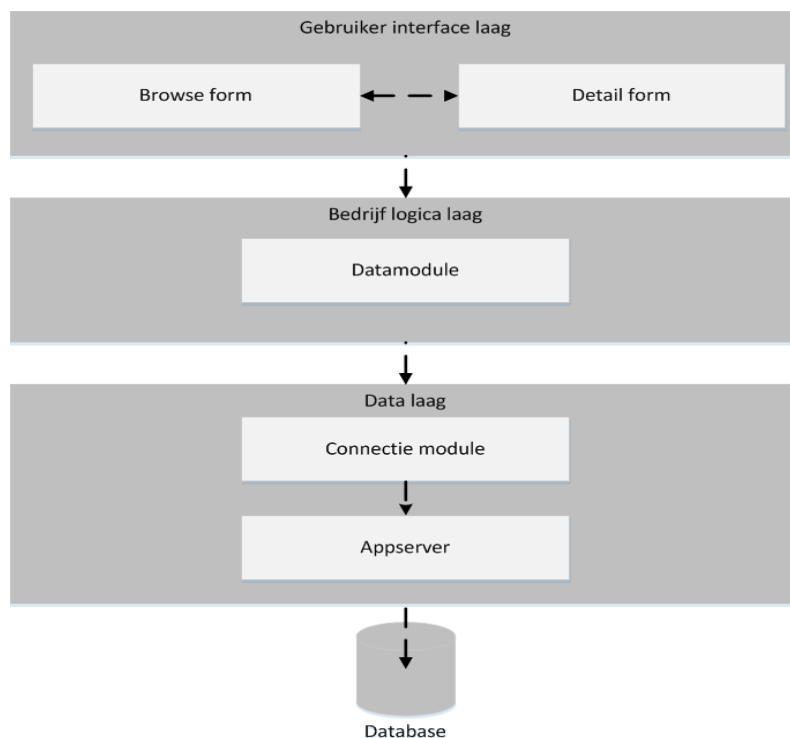 Gebruiker interface laag
Browse form
Detail form
Bedrijf logica laag
Datamodule
Data laag
Connectie module
Appserver
Database